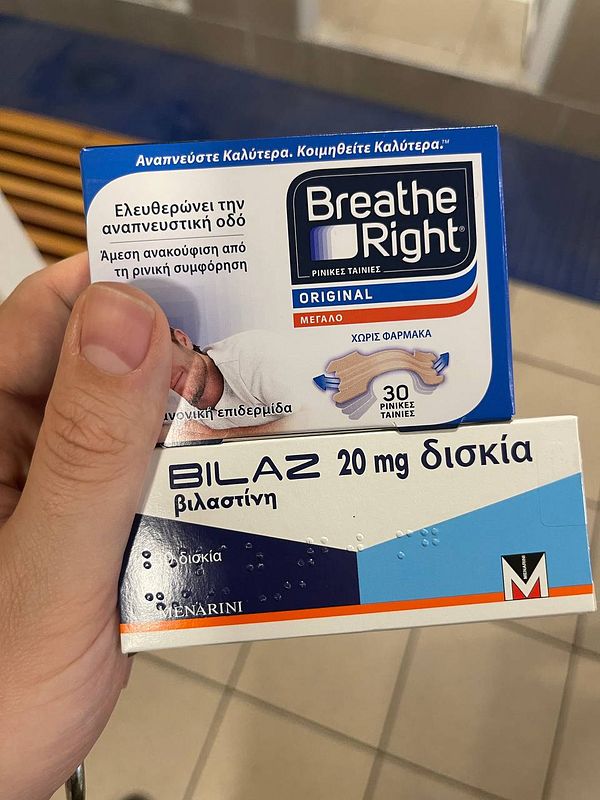 Αναπνεύστε Καλύτερα. Κοιμηθείτε Καλύτερα.™
Ελευθερώνει την
αναπνευστική οδό
Άμεση ανακούφιση από
τη ρινική συμφόρηση
Breathe
Right®
ΡΙΝΙΚΕΣ ΤΑΙΝΙΕΣ
ORIGINAL
ΜΕΓΑΛΟ
ΧΩΡΙΣ ΦΑΡΜΑΚΑ
30
ΡΙΝΙΚΕΣ
ΤΑΙΝΙΕΣ
επιδερμίδα
BILAZ 20 mg δισκία
βιλαστίνη
δισκία
MENARINI
MENARINI